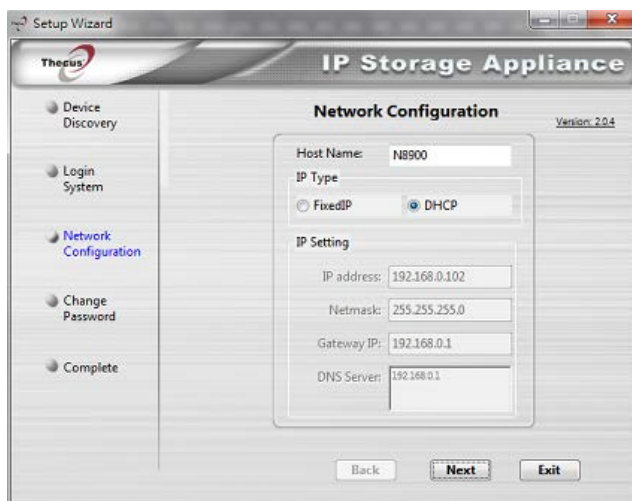 Setup Wizard
Thecus
IP Storage Appliance
Device
Discovery
Login
System
Network
Configuration
Change
Password
Complete
Network Configuration
Version: 2.0.4
Host Name: N8900
IP Type
FixedIP DHCP
IP Setting
IP address: 192.168.0.102
Netmask: 255.255.255.0
Gateway IP: 192.168.0.1
DNS Server: 192.168.0.1
Back Next Exit